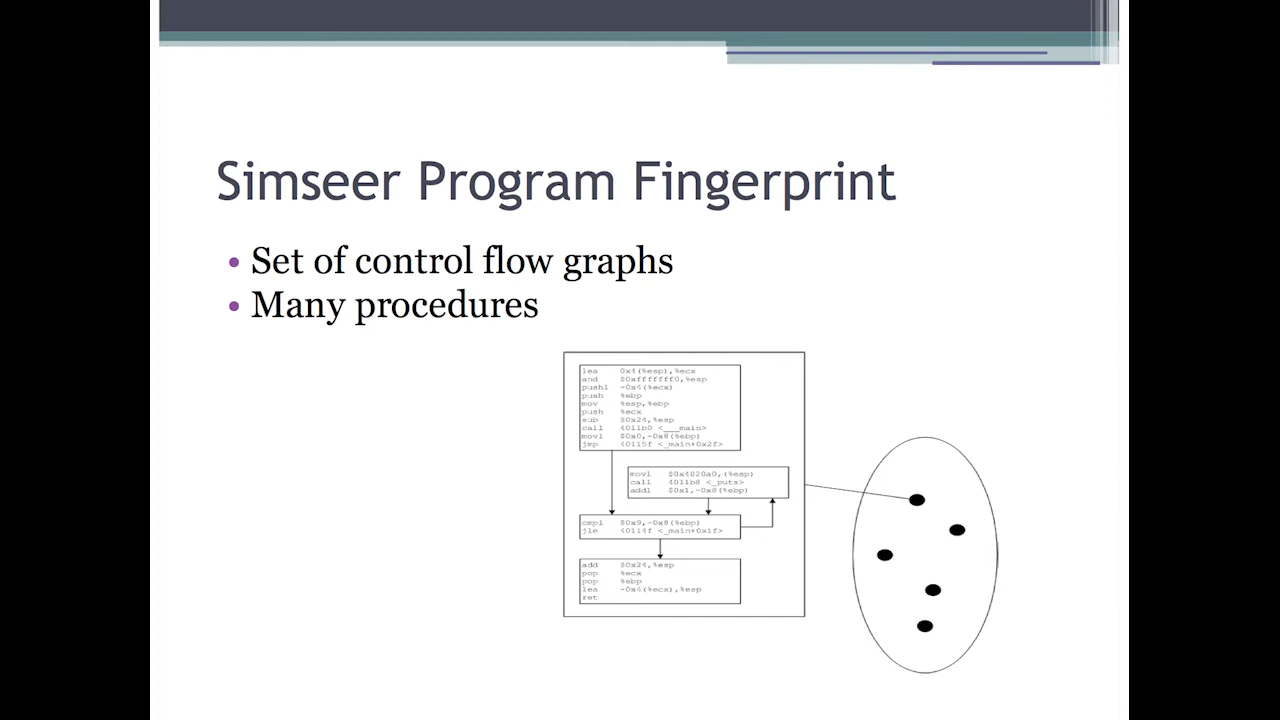 Simseer Program Fingerprint
• Set of control flow graphs
• Many procedures
lea 0x4(%esp),%ecx
and $0xfffffff0,%esp
pushl -0x4(%ecx)
push %ebp
mov %esp,%ebp
push %ecx
sub $0x24,%esp
call 4011b0 <___main>
movl $0x0,-0x8(%ebp)
jmp 40115f <_main+0x2f>
movl $0x4020a0,(%esp)
call 4011b8 <_puts>
addl $0x1,-0x8(%ebp)
cmpl $0x9,-0x8(%ebp)
jle 40114f <_main+0x1f>
add $0x24,%esp
pop %ecx
pop %ebp
lea -0x4(%ecx),%esp
ret